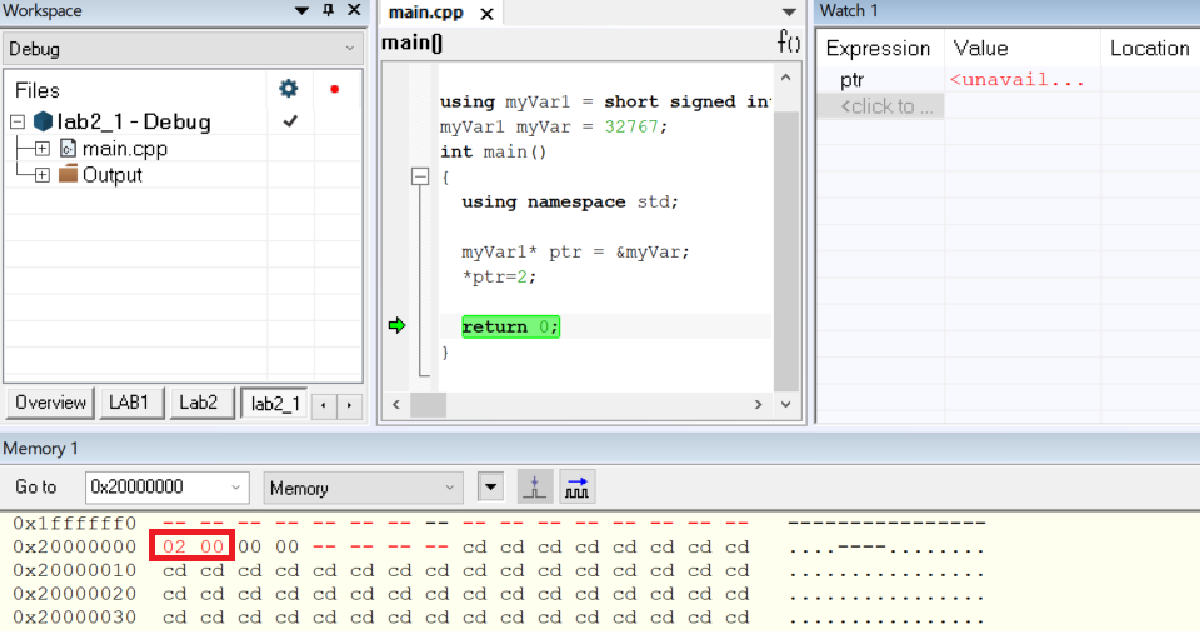 Workspace
Debug
Files
lab2_1 - Debug
main.cpp
Output
Overview LAB1 Lab2 lab2_1
main.cpp
main() f()
using myVar1 = short signed in
myVar1 myVar = 32767;
int main()
{
using namespace std;
myVar1* ptr = &myVar;
*ptr=2;
return 0;
}
Watch 1
Expression Value Location
ptr <unavail...
<click to ...
Memory 1
Go to 0x20000000 Memory
0x1ffffff0 -- -- -- -- -- -- -- -- -- -- -- -- -- -- -- -- ----------------
0x20000000 02 00 00 00 -- -- -- -- cd cd cd cd cd cd cd cd ....----........
0x20000010 cd cd cd cd cd cd cd cd cd cd cd cd cd cd cd cd ................
0x20000020 cd cd cd cd cd cd cd cd cd cd cd cd cd cd cd cd ................
0x20000030 cd cd cd cd cd cd cd cd cd cd cd cd cd cd cd cd ................